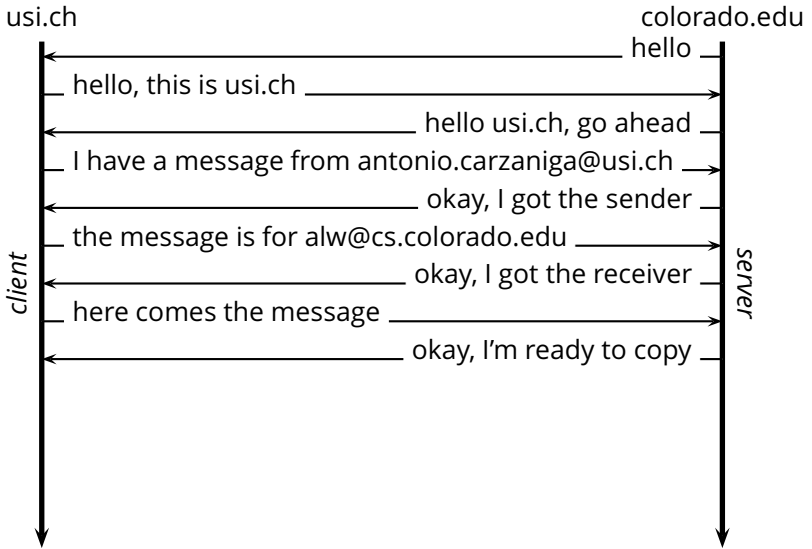 usi.ch
colorado.edu
hello
hello, this is usi.ch
hello usi.ch, go ahead
I have a message from antonio.carzaniga@usi.ch
okay, I got the sender
the message is for alw@cs.colorado.edu
okay, I got the receiver
client
server
here comes the message
okay, I’m ready to copy